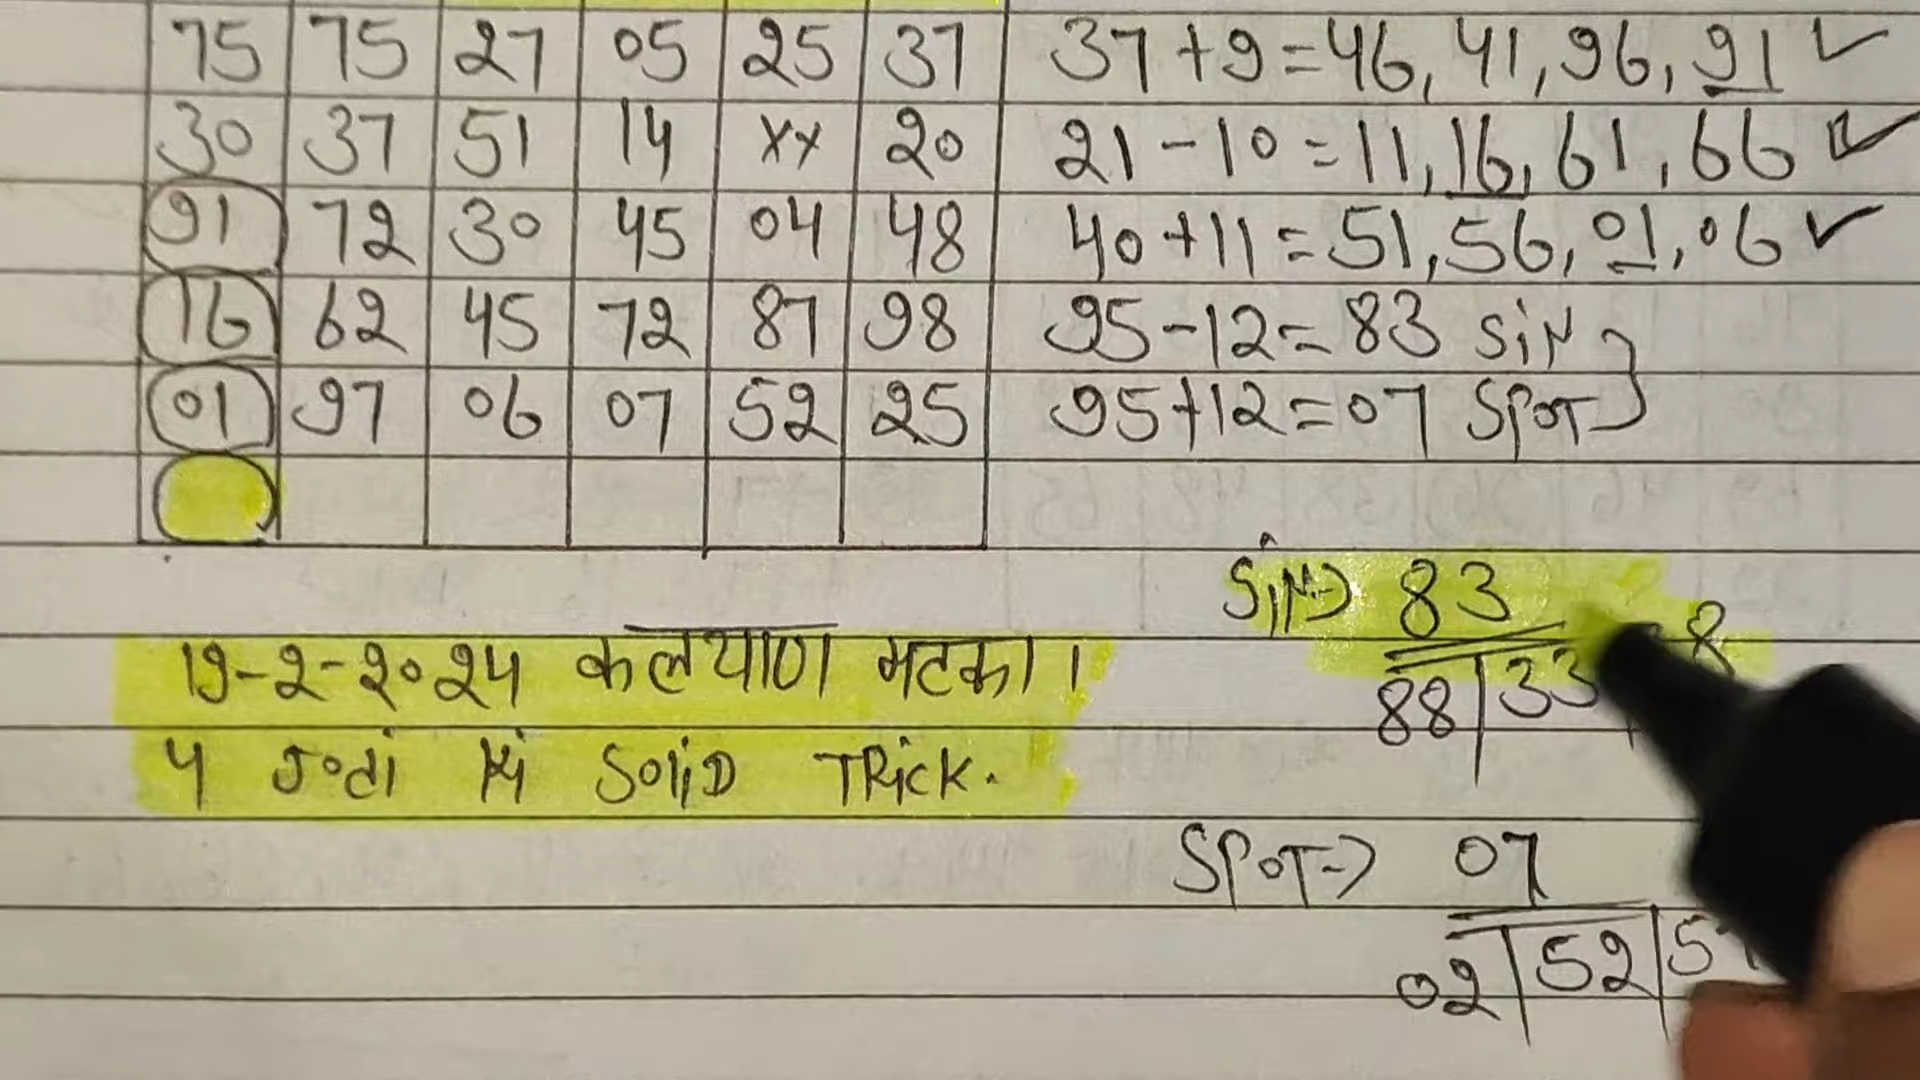 75 75 27 05 25 37 37+9=46, 41, 96, 91 ✓
30 37 51 14 xx 20 21-10=11, 16, 61, 66 ✓
91 72 30 45 04 48 40+11=51, 56, 01, 06 ✓
16 62 45 72 87 98 95-12=83 Sin
01 97 06 07 52 25 95+12=07 SPOT
Sin→ 83
88 | 33 8
19-2-2024 कल्याण मटका।
4 Jodi की SoliD TRick.
SPOT→ 07
02 | 52 | 5